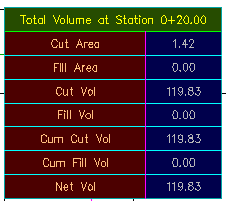 Total Volume at Station 0+20.00
Cut Area 1.42
Fill Area 0.00
Cut Vol 119.83
Fill Vol 0.00
Cum Cut Vol 119.83
Cum Fill Vol 0.00
Net Vol 119.83